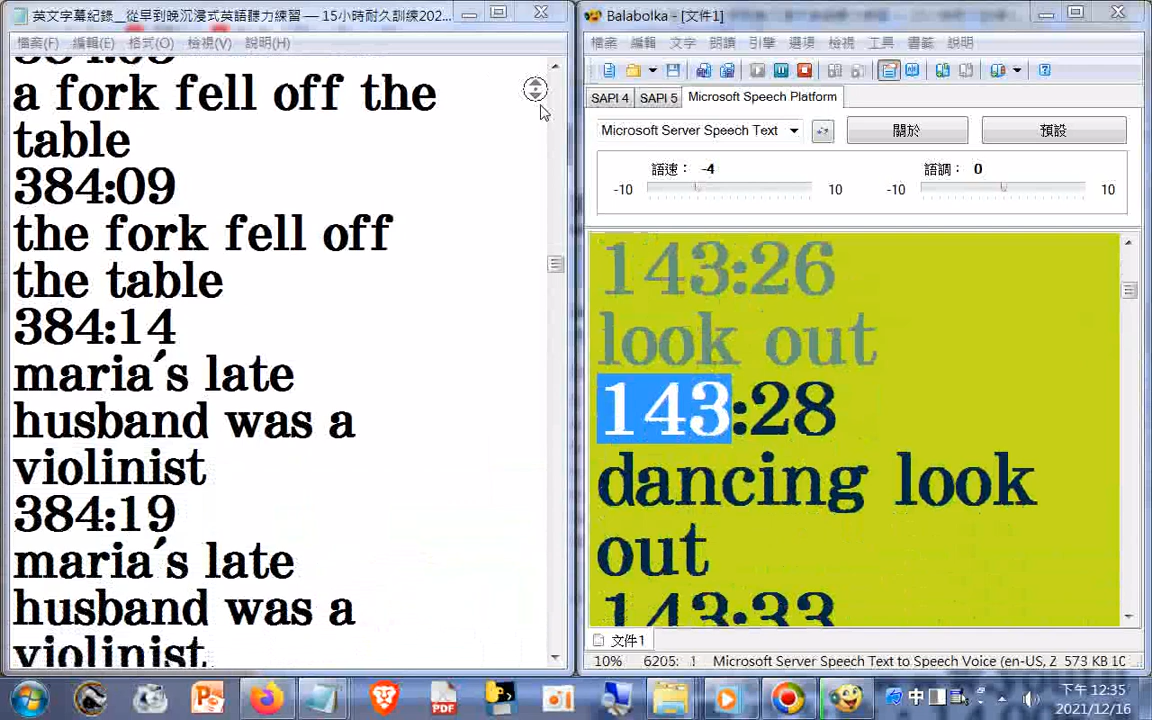 英文字幕紀錄__從早到晚沉浸式英語聽力練習 — 15小時耐久訓練202...
檔案(F) 編輯(E) 格式(O) 檢視(V) 說明(H)
a fork fell off the
table
384:09
the fork fell off
the table
384:14
maria's late
husband was a
violinist
384:19
maria's late
husband was a
violinist
Balabolka - [文件1]
檔案 編輯 文字 朗讀 引擎 選項 檢視 工具 書籤 說明
SAPI 4 SAPI 5 Microsoft Speech Platform
Microsoft Server Speech Text 關於 預設
語速： -4 語調： 0
-10 10 -10 10
143:26
look out
143:28
dancing look
out
143:33
文件1
10% 6205: 1 Microsoft Server Speech Text to Speech Voice (en-US, Z 573 KB 10
PDF 中 下午 12:35
2021/12/16